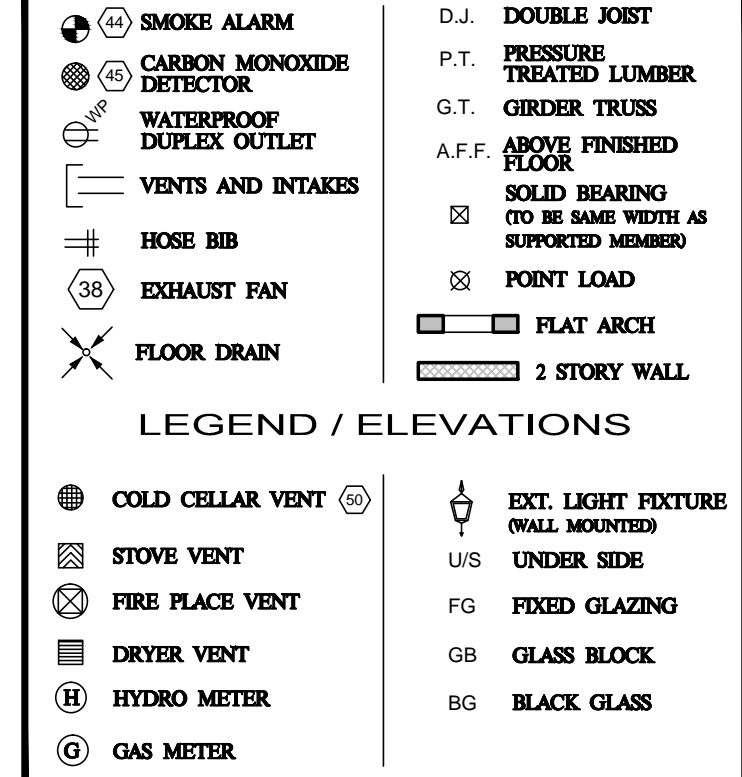 44 SMOKE ALARM
45 CARBON MONOXIDE
DETECTOR
WP WATERPROOF
DUPLEX OUTLET
VENTS AND INTAKES
HOSE BIB
38 EXHAUST FAN
FLOOR DRAIN
D.J. DOUBLE JOIST
P.T. PRESSURE
TREATED LUMBER
G.T. GIRDER TRUSS
A.F.F. ABOVE FINISHED
FLOOR
SOLID BEARING
(TO BE SAME WIDTH AS
SUPPORTED MEMBER)
POINT LOAD
FLAT ARCH
2 STORY WALL
LEGEND / ELEVATIONS
COLD CELLAR VENT 50
STOVE VENT
FIRE PLACE VENT
DRYER VENT
H HYDRO METER
G GAS METER
EXT. LIGHT FIXTURE
(WALL MOUNTED)
U/S UNDER SIDE
FG FIXED GLAZING
GB GLASS BLOCK
BG BLACK GLASS